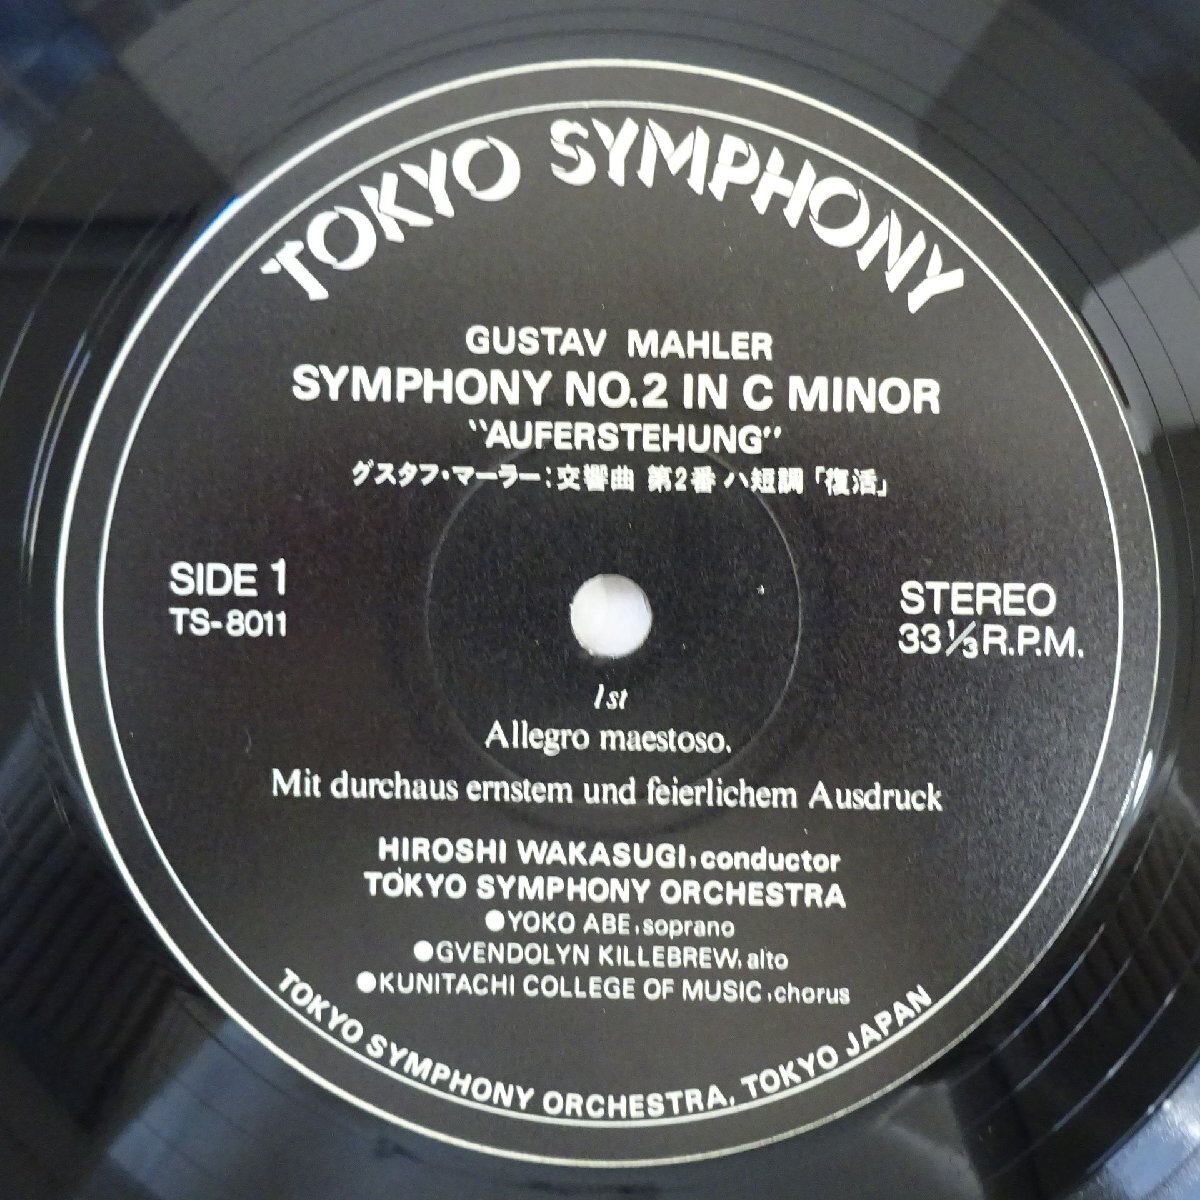 TOKYO SYMPHONY
GUSTAV MAHLER
SYMPHONY NO.2 IN C MINOR
"AUFERSTEHUNG"
グスタフ・マーラー:交響曲 第2番 ハ短調「復活」
SIDE 1
TS-8011
STEREO
33⅓R.P.M.
1st
Allegro maestoso.
Mit durchaus ernstem und feierlichem Ausdruck
HIROSHI WAKASUGI, conductor
TOKYO SYMPHONY ORCHESTRA
●YOKO ABE, soprano
●GVENDOLYN KILLEBREW, alto
●KUNITACHI COLLEGE OF MUSIC, chorus
TOKYO SYMPHONY ORCHESTRA, TOKYO JAPAN